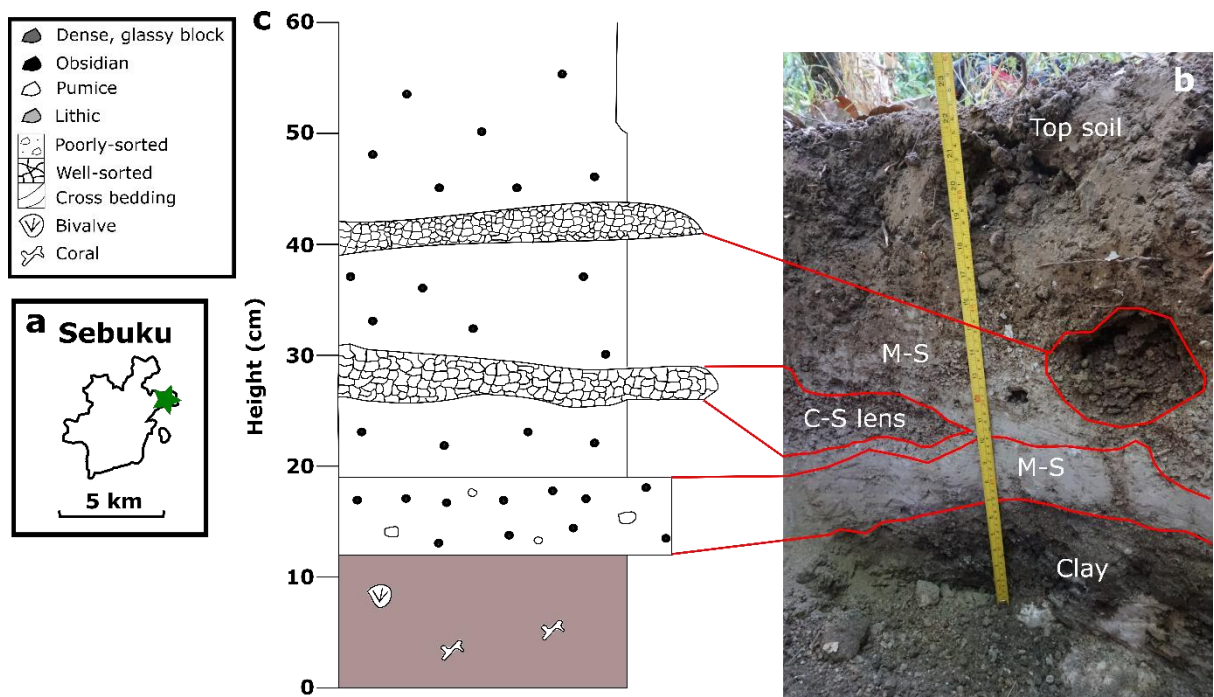 Dense, glassy block
Obsidian
Pumice
Lithic
Poorly-sorted
Well-sorted
Cross bedding
Bivalve
Coral
a
Sebuku
5 km
c
60
50
40
30
20
10
0
Height (cm)
b
Top soil
M-S
C-S lens
M-S
Clay